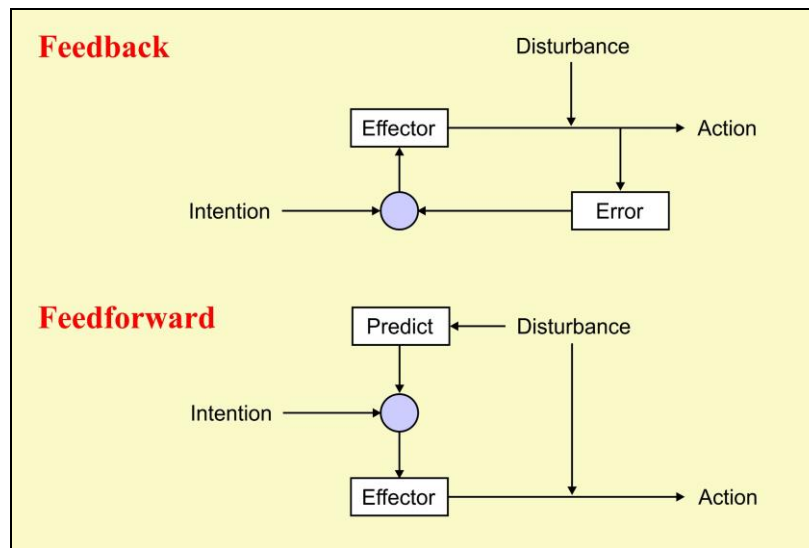 Feedback
Disturbance
Effector
Action
Intention
Error
Feedforward
Predict
Disturbance
Intention
Effector
Action